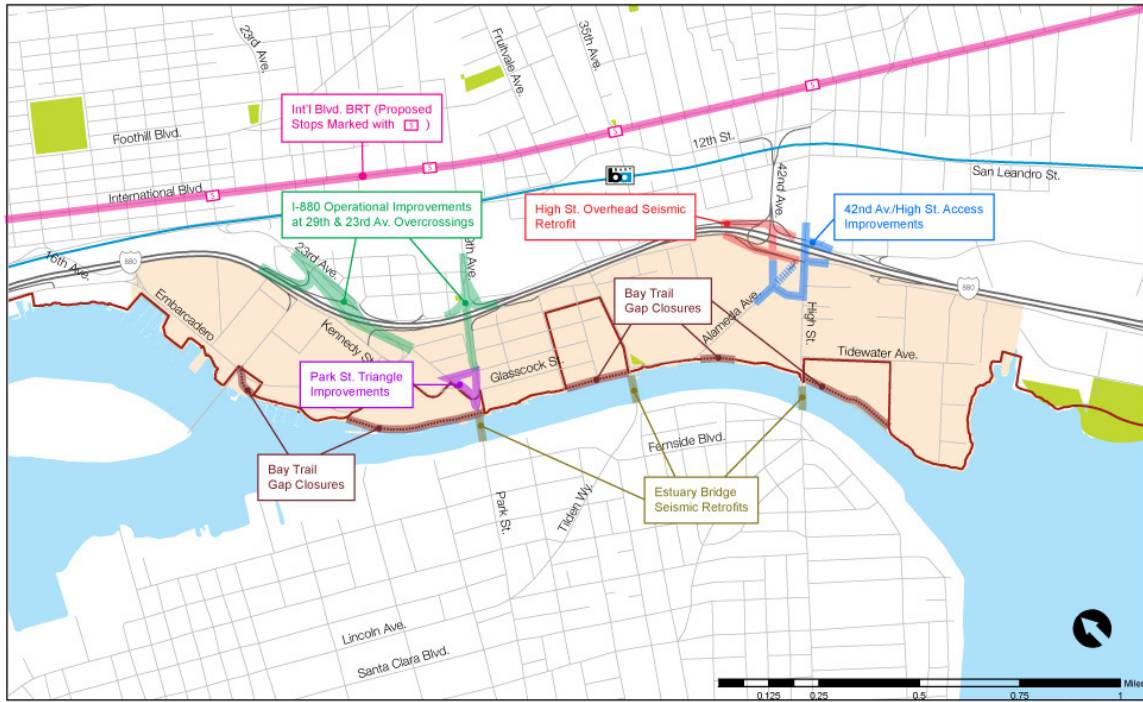 23rd Ave.
Fruitvale Ave.
35th Ave.
Int'l Blvd. BRT (Proposed
Stops Marked with S )
S
S
S
S
Foothill Blvd.
12th St.
International Blvd.
ba
42nd Ave.
San Leandro St.
I-880 Operational Improvements
at 29th & 23rd Av. Overcrossings
High St. Overhead Seismic
Retrofit
42nd Av./High St. Access
Improvements
16th Ave.
880
23rd Ave.
Bay Trail
Gap Closures
880
Embarcadero
Kennedy St.
Alameda Ave.
High St.
Glasscock St.
Tidewater Ave.
Park St. Triangle
Improvements
Fernside Blvd.
Bay Trail
Gap Closures
Park St.
Tilden Wy.
Estuary Bridge
Seismic Retrofits
Lincoln Ave.
Santa Clara Blvd.
Miles
0.125
0.25
0.5
0.75
1